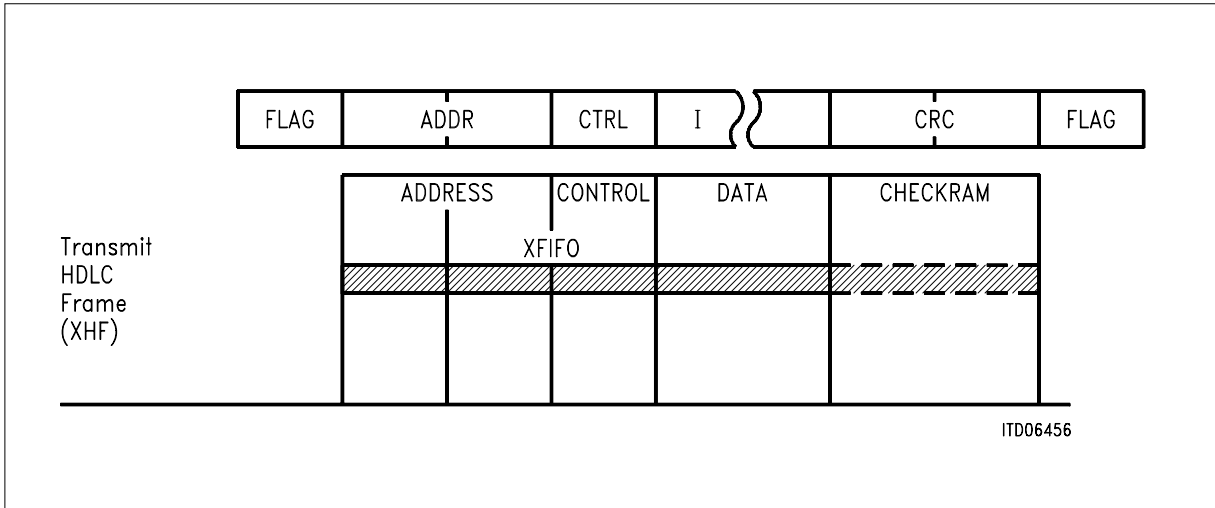 FLAG ADDR CTRL I CRC FLAG
ADDRESS CONTROL DATA CHECKRAM
XFIFO
Transmit
HDLC
Frame
(XHF)
ITD06456